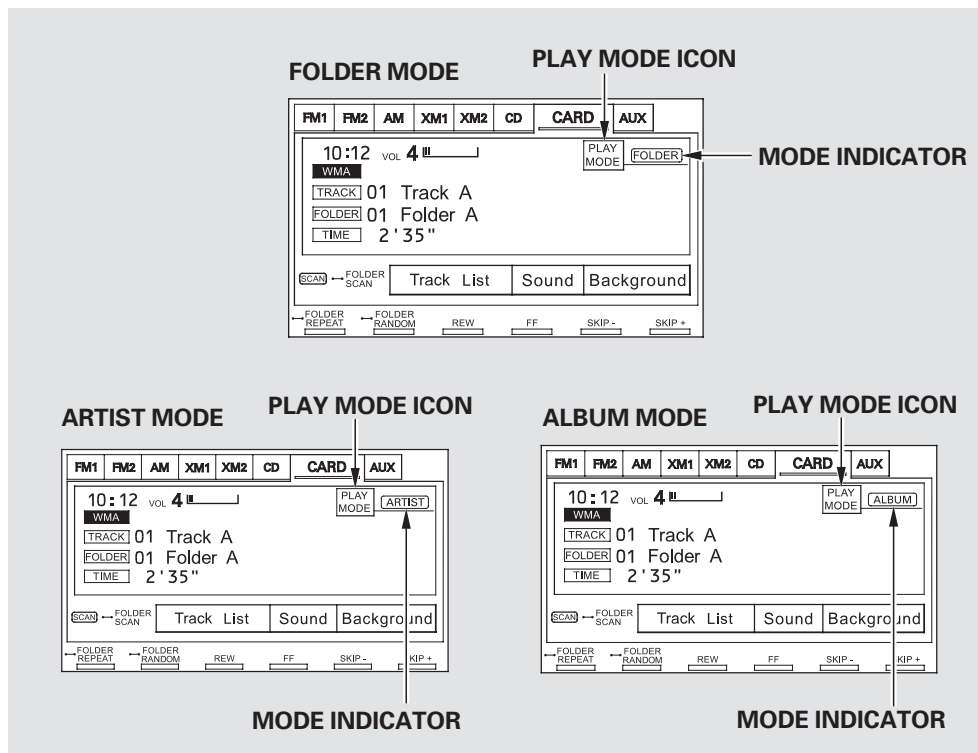 FOLDER MODE
PLAY MODE ICON
FM1 FM2 AM XM1 XM2 CD CARD AUX
10:12 VOL 4
PLAY MODE
FOLDER
MODE INDICATOR
WMA
TRACK 01 Track A
FOLDER 01 Folder A
TIME 2'35"
SCAN FOLDER SCAN Track List Sound Background
FOLDER REPEAT FOLDER RANDOM REW FF SKIP - SKIP +
ARTIST MODE
PLAY MODE ICON
FM1 FM2 AM XM1 XM2 CD CARD AUX
10:12 VOL 4
PLAY MODE
ARTIST
WMA
TRACK 01 Track A
FOLDER 01 Folder A
TIME 2'35"
SCAN FOLDER SCAN Track List Sound Background
FOLDER REPEAT FOLDER RANDOM REW FF SKIP - SKIP +
MODE INDICATOR
ALBUM MODE
PLAY MODE ICON
FM1 FM2 AM XM1 XM2 CD CARD AUX
10:12 VOL 4
PLAY MODE
ALBUM
WMA
TRACK 01 Track A
FOLDER 01 Folder A
TIME 2'35"
SCAN FOLDER SCAN Track List Sound Background
FOLDER REPEAT FOLDER RANDOM REW FF SKIP - SKIP +
MODE INDICATOR